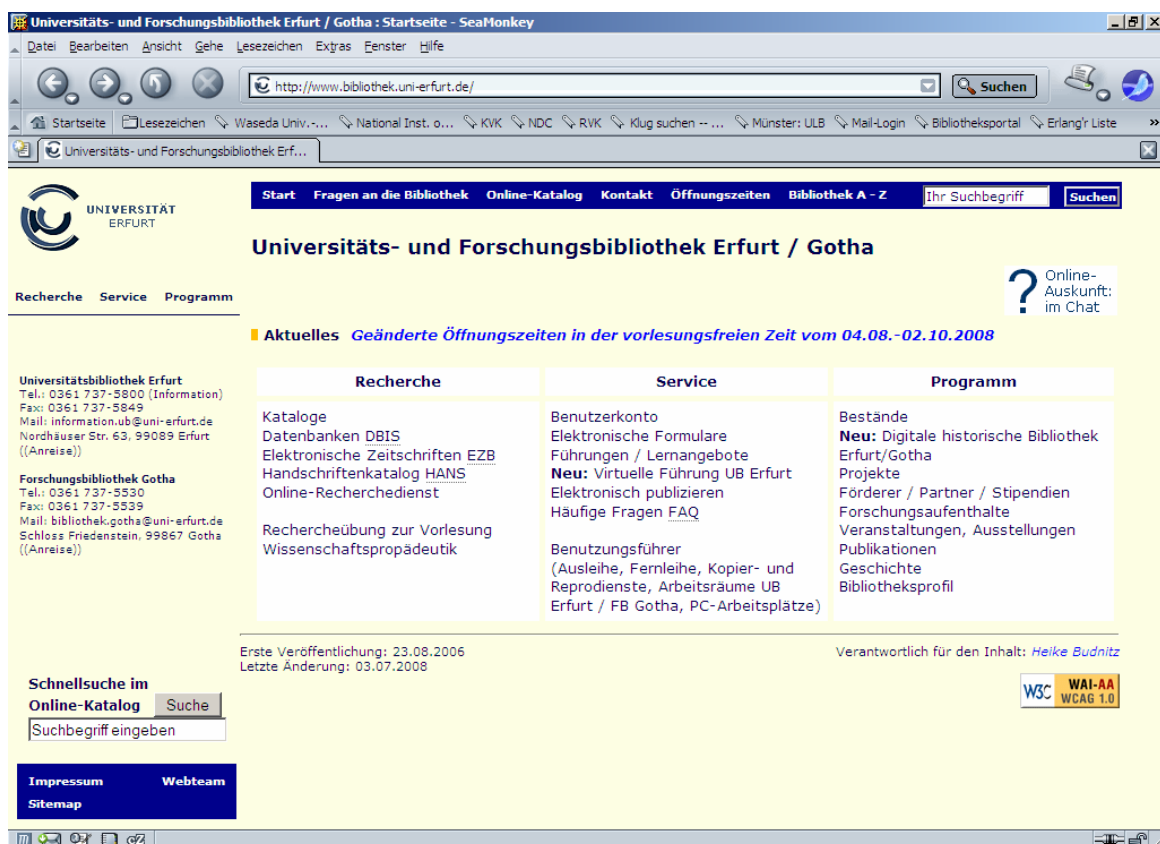 Universitäts- und Forschungsbibliothek Erfurt / Gotha : Startseite - SeaMonkey
Datei Bearbeiten Ansicht Gehe Lesezeichen Extras Fenster Hilfe
http://www.bibliothek.uni-erfurt.de/ Suchen
Startseite Lesezeichen Waseda Univ.-... National Inst. o... KVK NDC RVK Klug suchen -- ... Münster: ULB Mail-Login Bibliotheksportal Erlang'r Liste »
Universitäts- und Forschungsbibliothek Erf...
UNIVERSITÄT
ERFURT
Recherche Service Programm
Start Fragen an die Bibliothek Online-Katalog Kontakt Öffnungszeiten Bibliothek A - Z Ihr Suchbegriff Suchen
Universitäts- und Forschungsbibliothek Erfurt / Gotha
? Online-
Auskunft:
im Chat
Aktuelles Geänderte Öffnungszeiten in der vorlesungsfreien Zeit vom 04.08.-02.10.2008
Universitätsbibliothek Erfurt
Tel.: 0361 737-5800 (Information)
Fax: 0361 737-5849
Mail: information.ub@uni-erfurt.de
Nordhäuser Str. 63, 99089 Erfurt
((Anreise))
Forschungsbibliothek Gotha
Tel.: 0361 737-5530
Fax: 0361 737-5539
Mail: bibliothek.gotha@uni-erfurt.de
Schloss Friedenstein, 99867 Gotha
((Anreise))
Recherche
Kataloge
Datenbanken DBIS
Elektronische Zeitschriften EZB
Handschriftenkatalog HANS
Online-Recherchedienst
Rechercheübung zur Vorlesung
Wissenschaftspropädeutik
Service
Benutzerkonto
Elektronische Formulare
Führungen / Lernangebote
Neu: Virtuelle Führung UB Erfurt
Elektronisch publizieren
Häufige Fragen FAQ
Benutzungsführer
(Ausleihe, Fernleihe, Kopier- und
Reprodienste, Arbeitsräume UB
Erfurt / FB Gotha, PC-Arbeitsplätze)
Programm
Bestände
Neu: Digitale historische Bibliothek
Erfurt/Gotha
Projekte
Förderer / Partner / Stipendien
Forschungsaufenthalte
Veranstaltungen, Ausstellungen
Publikationen
Geschichte
Bibliotheksprofil
Erste Veröffentlichung: 23.08.2006
Letzte Änderung: 03.07.2008
Verantwortlich für den Inhalt: Heike Budnitz
W3C WAI-AA
WCAG 1.0
Schnellsuche im
Online-Katalog Suche
Suchbegriff eingeben
Impressum Webteam
Sitemap